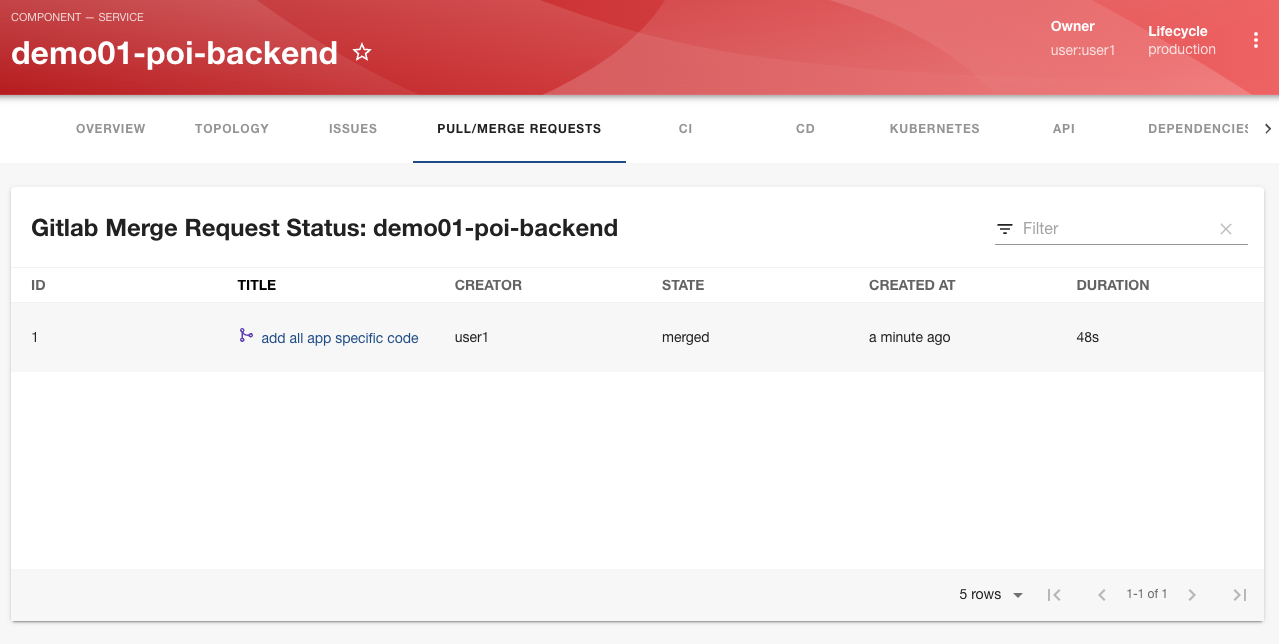 COMPONENT — SERVICE
demo01-poi-backend
Owner
user:user1
Lifecycle
production
OVERVIEW TOPOLOGY ISSUES PULL/MERGE REQUESTS CI CD KUBERNETES API DEPENDENCIES
Gitlab Merge Request Status: demo01-poi-backend
Filter
ID TITLE CREATOR STATE CREATED AT DURATION
1 add all app specific code user1 merged a minute ago 48s
5 rows 1-1 of 1